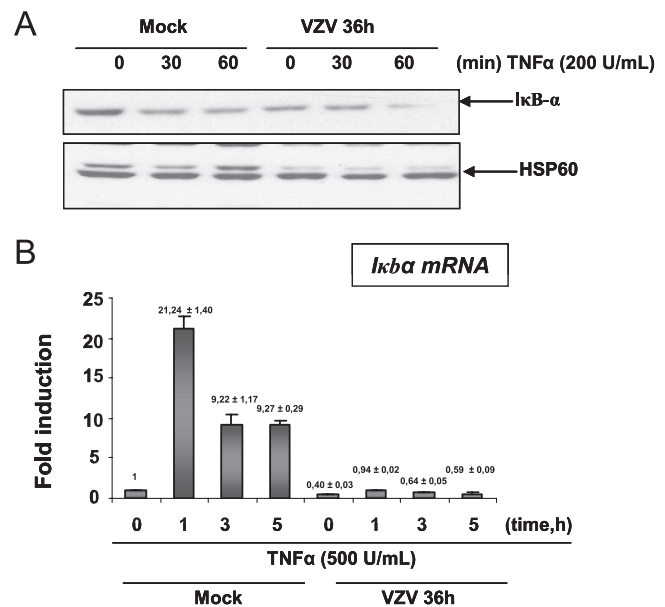 A
Mock VZV 36h
0 30 60 0 30 60 (min) TNFα (200 U/mL)
IκB-α
HSP60
B
Iκbα mRNA
Fold induction
25
20
15
10
5
0
1
21,24 ± 1,40
9,22 ± 1,17
9,27 ± 0,29
0,40 ± 0,03
0,94 ± 0,02
0,64 ± 0,05
0,59 ± 0,09
0 1 3 5 0 1 3 5 (time,h)
TNFα (500 U/mL)
Mock VZV 36h